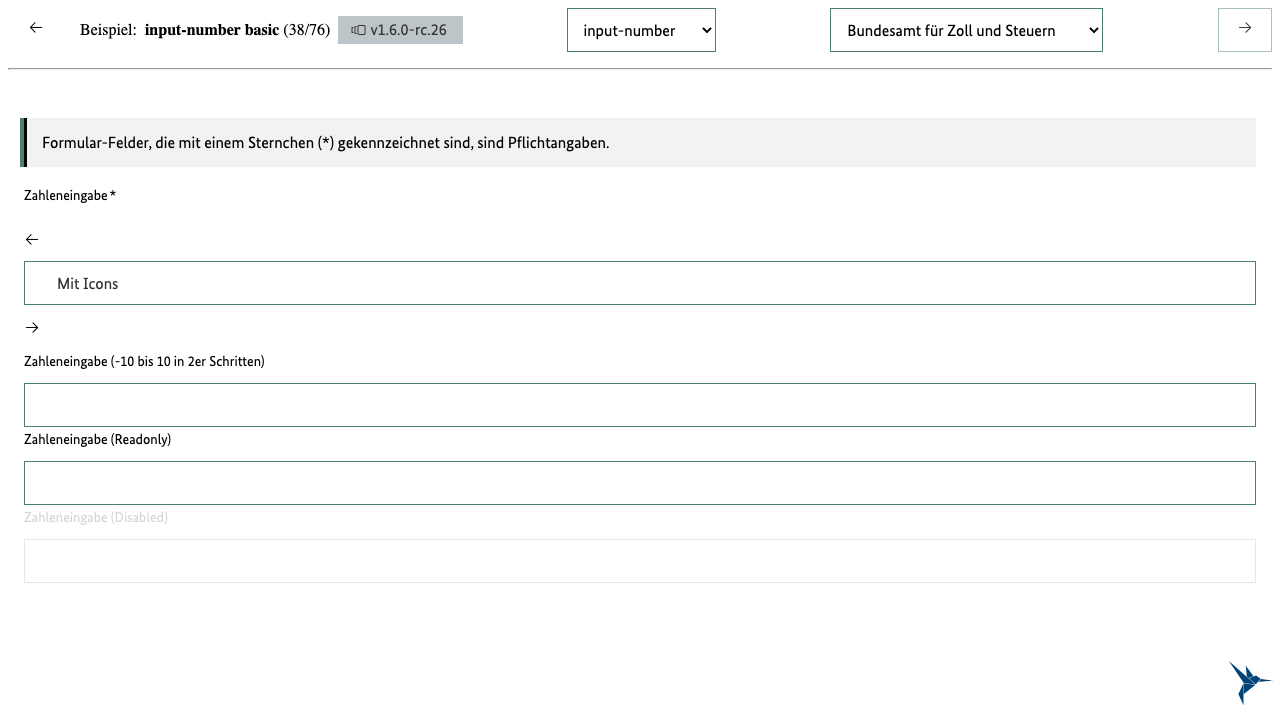 Beispiel: input-number basic (38/76) v1.6.0-rc.26 input-number Bundesamt für Zoll und Steuern
Formular-Felder, die mit einem Sternchen (*) gekennzeichnet sind, sind Pflichtangaben.
Zahleneingabe *
Mit Icons
Zahleneingabe (-10 bis 10 in 2er Schritten)
Zahleneingabe (Readonly)
Zahleneingabe (Disabled)